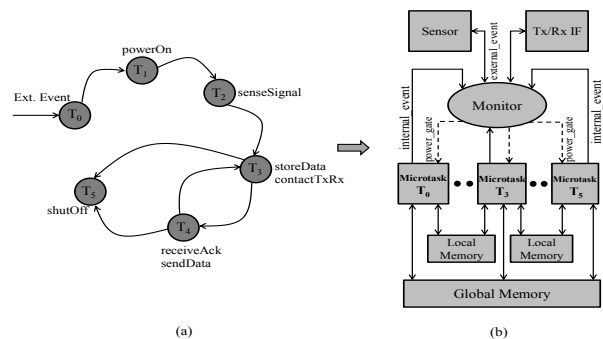 powerOn
T1
Ext. Event
T0
T2
senseSignal
T3
storeData
contactTxRx
T5
shutOff
T4
receiveAck
sendData
(a)
Sensor
Tx/Rx IF
external_event
Monitor
internal_event
power_gate
power_gate
internal_event
Microtask
T0
Microtask
T3
Microtask
T5
Local
Memory
Local
Memory
Global Memory
(b)